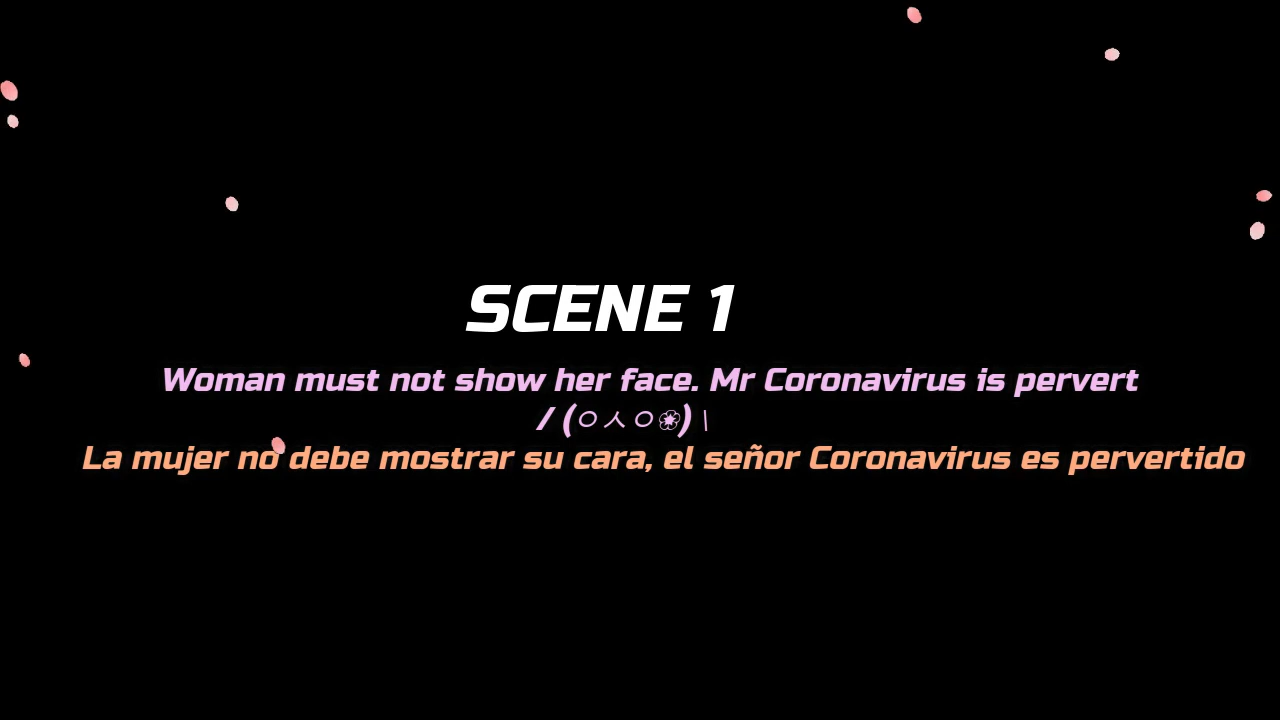 SCENE 1
Woman must not show her face. Mr Coronavirus is pervert
/ (ㅇㅅㅇ❀) \
La mujer no debe mostrar su cara, el señor Coronavirus es pervertido